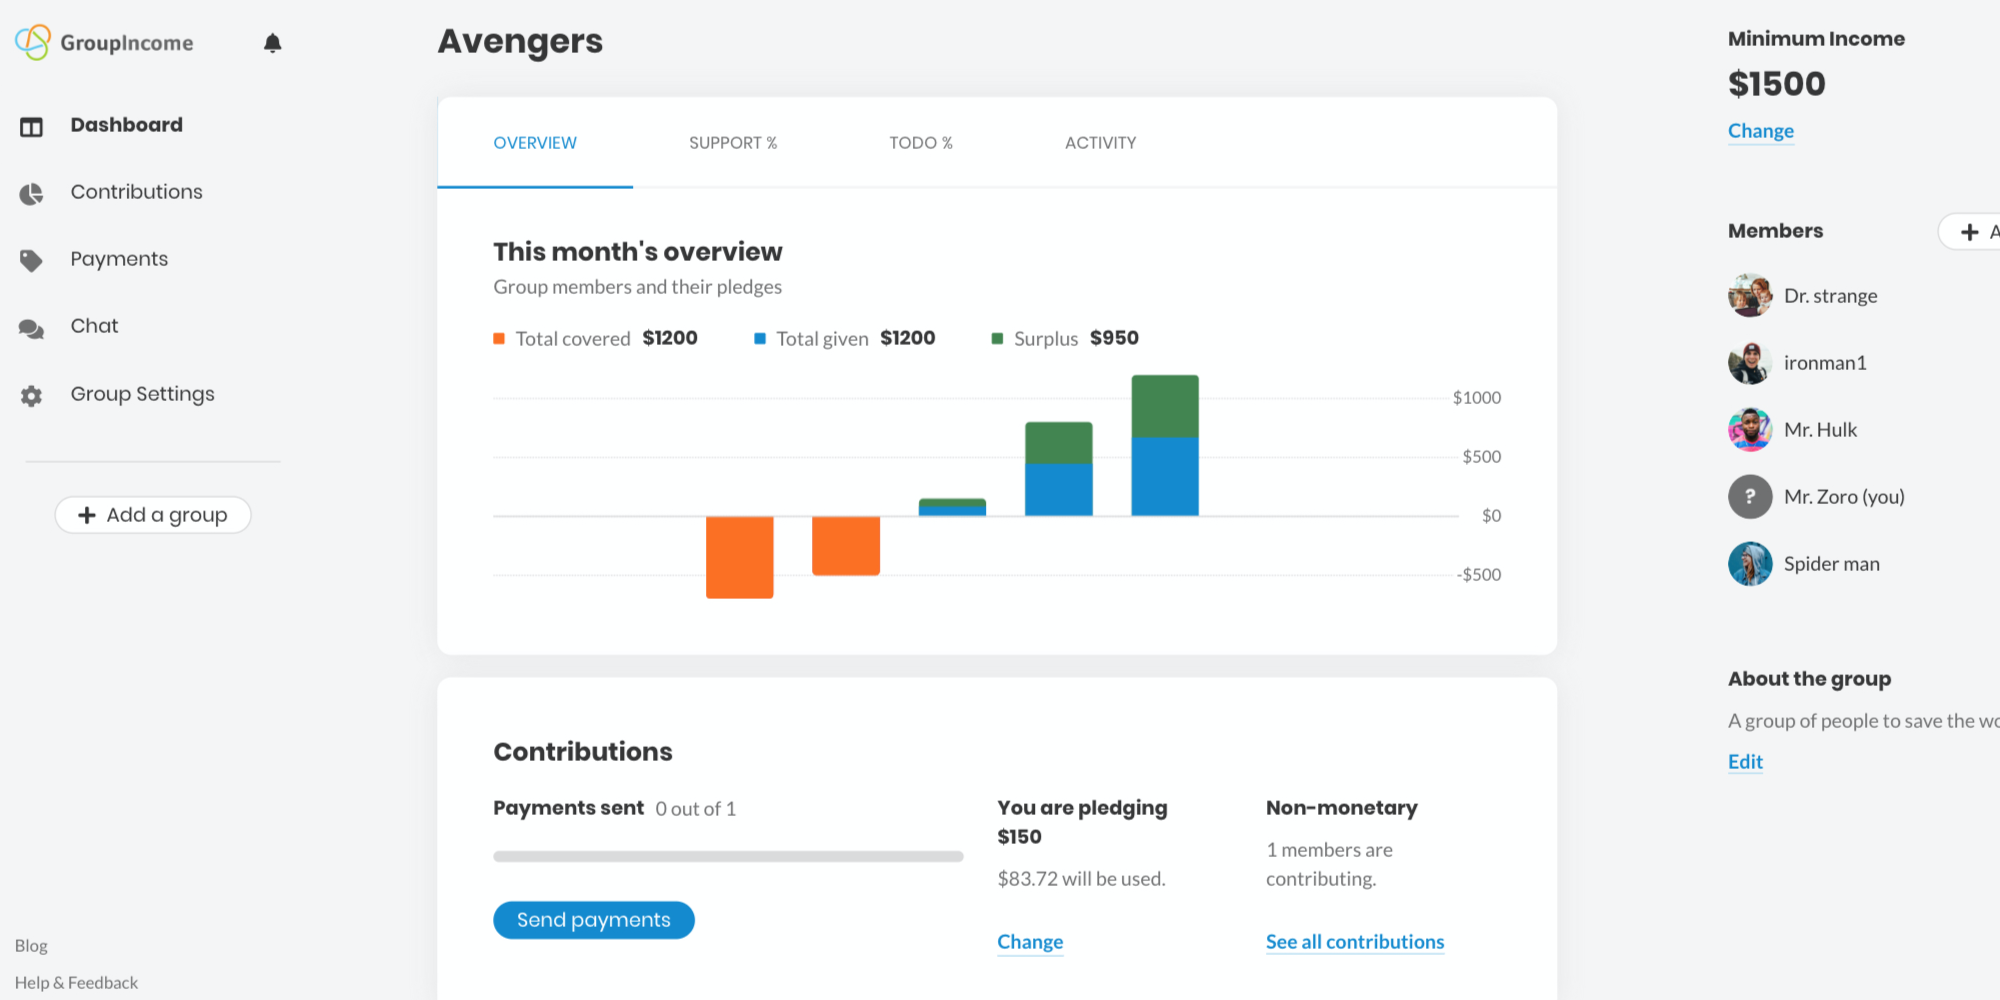 GroupIncome
Dashboard
Contributions
Payments
Chat
Group Settings
+ Add a group
Blog
Help & Feedback
Avengers
OVERVIEW SUPPORT % TODO % ACTIVITY
This month's overview
Group members and their pledges
Total covered $1200 Total given $1200 Surplus $950
$1000
$500
$0
-$500
Contributions
Payments sent 0 out of 1
Send payments
You are pledging
$150
$83.72 will be used.
Change
Non-monetary
1 members are
contributing.
See all contributions
Minimum Income
$1500
Change
Members
+ A
Dr. strange
ironman1
Mr. Hulk
? Mr. Zoro (you)
Spider man
About the group
A group of people to save the wo
Edit